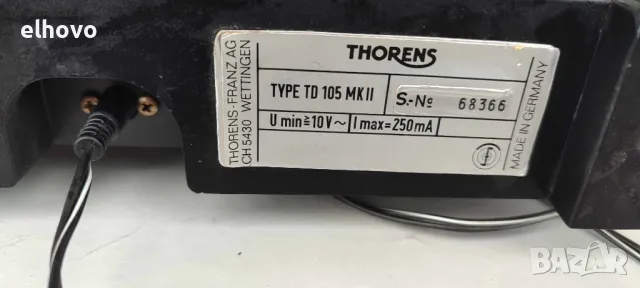 elhovo
THORENS-FRANZ AG
CH 5430 WETTINGEN
THORENS
TYPE TD 105 MK II
S.-No 68366
U min ≧ 10 V ~ I max = 250 mA
MADE IN GERMANY
BAZAR